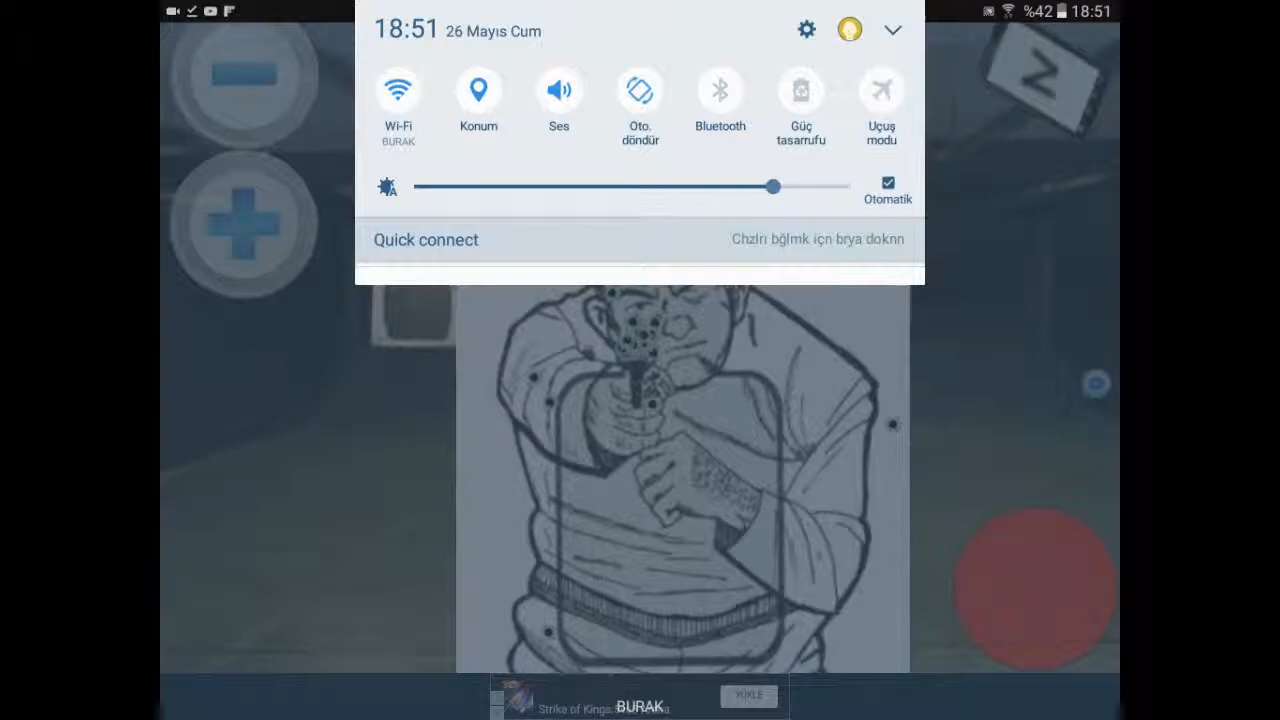 %42 18:51
18:51 26 Mayıs Cum
Wi-Fi
BURAK
Konum
Ses
Oto.
döndür
Bluetooth
Güç
tasarrufu
Uçuş
modu
Otomatik
Quick connect
Chzlrı bğlmk içn brya doknn
Z
Strike of Kings:
BURAK
YÜKLE